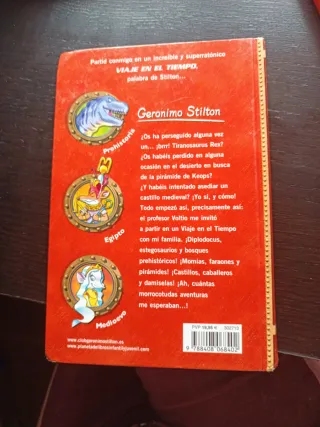 Partid conmigo en un increíble y superratónico
VIAJE EN EL TIEMPO,
palabra de Stilton...
Geronimo Stilton
¿Os ha perseguido alguna vez
un... ¡brrr! Tiranosaurus Rex?
¿Os habéis perdido en alguna
ocasión en el desierto en busca
de la pirámide de Keops?
¿Y habéis intentado asediar un
castillo medieval? ¡Yo sí, y cómo!
Todo empezó así, precisamente así:
el profesor Voltio me invitó
a partir en un Viaje en el Tiempo
con mi familia. ¡Diplodocus,
estegosaurios y bosques
prehistóricos! ¡Momias, faraones y
pirámides! ¡Castillos, caballeros
y damiselas! ¡Ah, cuántas
morrocotudas aventuras
me esperaban...!
Prehistoria
Egipto
Medioevo
www.clubgeronimostilton.es
www.planetadelibrosinfantilyjuvenil.com
9 788408 068402